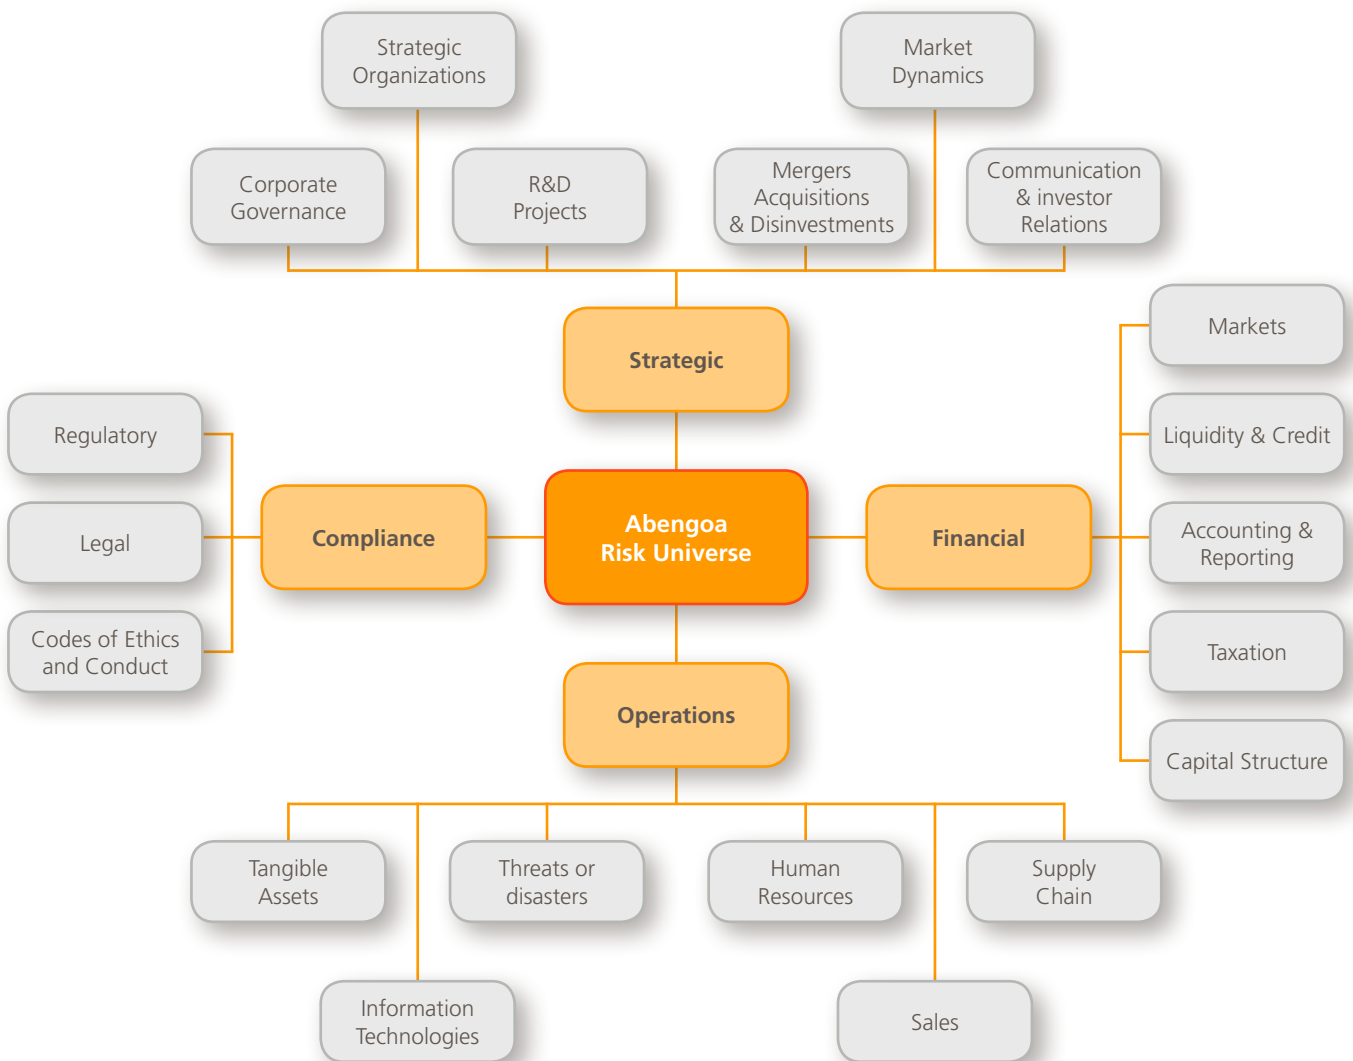 Strategic
Organizations
Market
Dynamics
Corporate
Governance
R&D
Projects
Mergers
Acquisitions
& Disinvestments
Communication
& investor
Relations
Strategic
Markets
Regulatory
Liquidity & Credit
Legal
Compliance
Abengoa
Risk Universe
Financial
Accounting &
Reporting
Codes of Ethics
and Conduct
Taxation
Operations
Capital Structure
Tangible
Assets
Threats or
disasters
Human
Resources
Supply
Chain
Information
Technologies
Sales